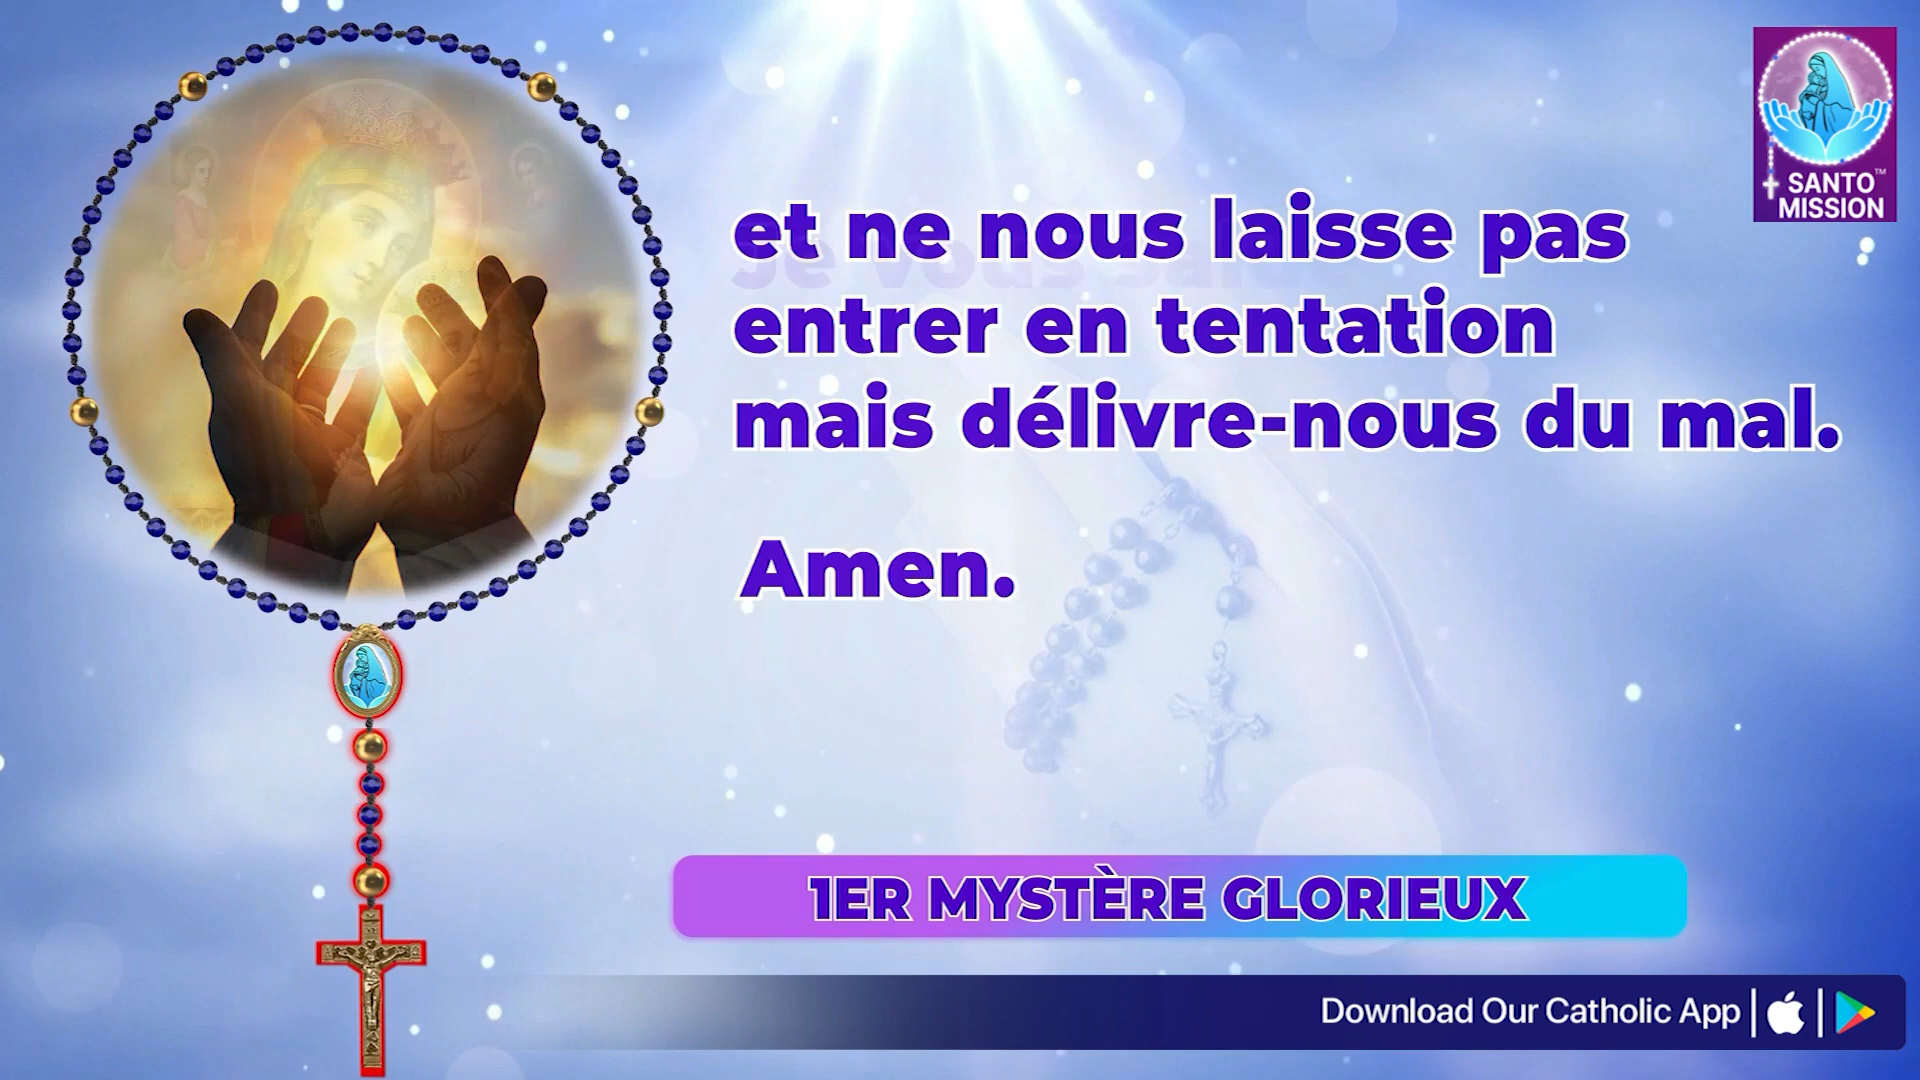 et ne nous laisse pas
entrer en tentation
mais délivre-nous du mal.
Amen.
SANTO™
MISSION
1ER MYSTÈRE GLORIEUX
Download Our Catholic App